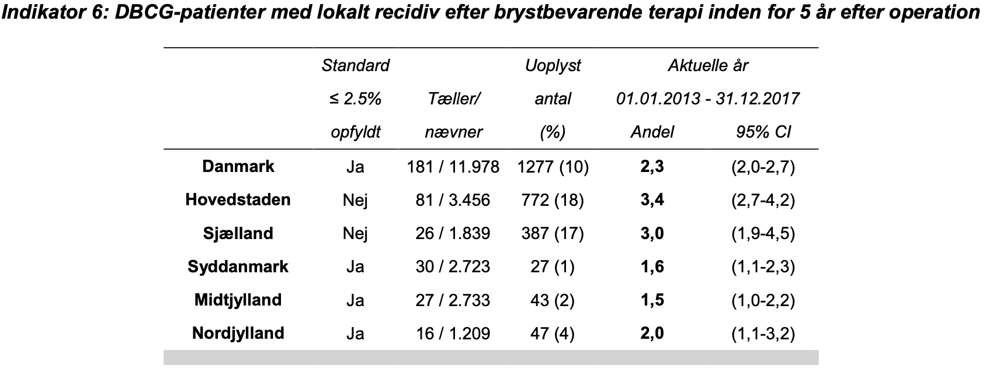 Indikator 6: DBCG-patienter med lokalt recidiv efter brystbevarende terapi inden for 5 år efter operation
Standard Uoplyst Aktuelle år
≤ 2.5% Tæller/ antal 01.01.2013 - 31.12.2017
opfyldt nævner (%) Andel 95% CI
Danmark Ja 181 / 11.978 1277 (10) 2,3 (2,0-2,7)
Hovedstaden Nej 81 / 3.456 772 (18) 3,4 (2,7-4,2)
Sjælland Nej 26 / 1.839 387 (17) 3,0 (1,9-4,5)
Syddanmark Ja 30 / 2.723 27 (1) 1,6 (1,1-2,3)
Midtjylland Ja 27 / 2.733 43 (2) 1,5 (1,0-2,2)
Nordjylland Ja 16 / 1.209 47 (4) 2,0 (1,1-3,2)